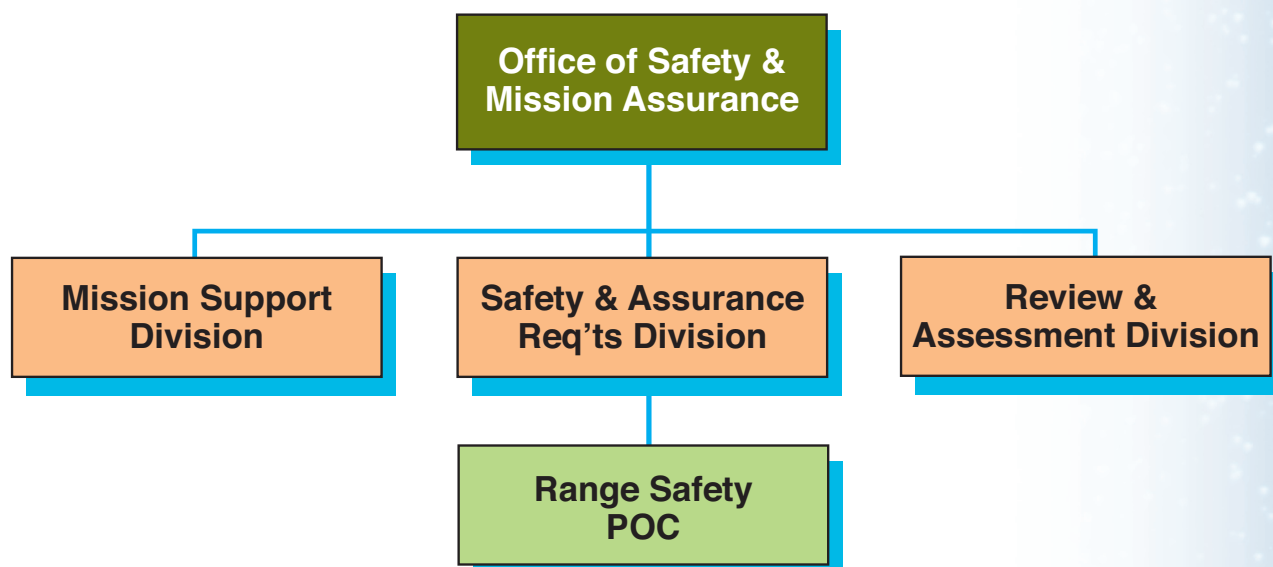 Office of Safety &
Mission Assurance
Mission Support
Division
Safety & Assurance
Req’ts Division
Review &
Assessment Division
Range Safety
POC